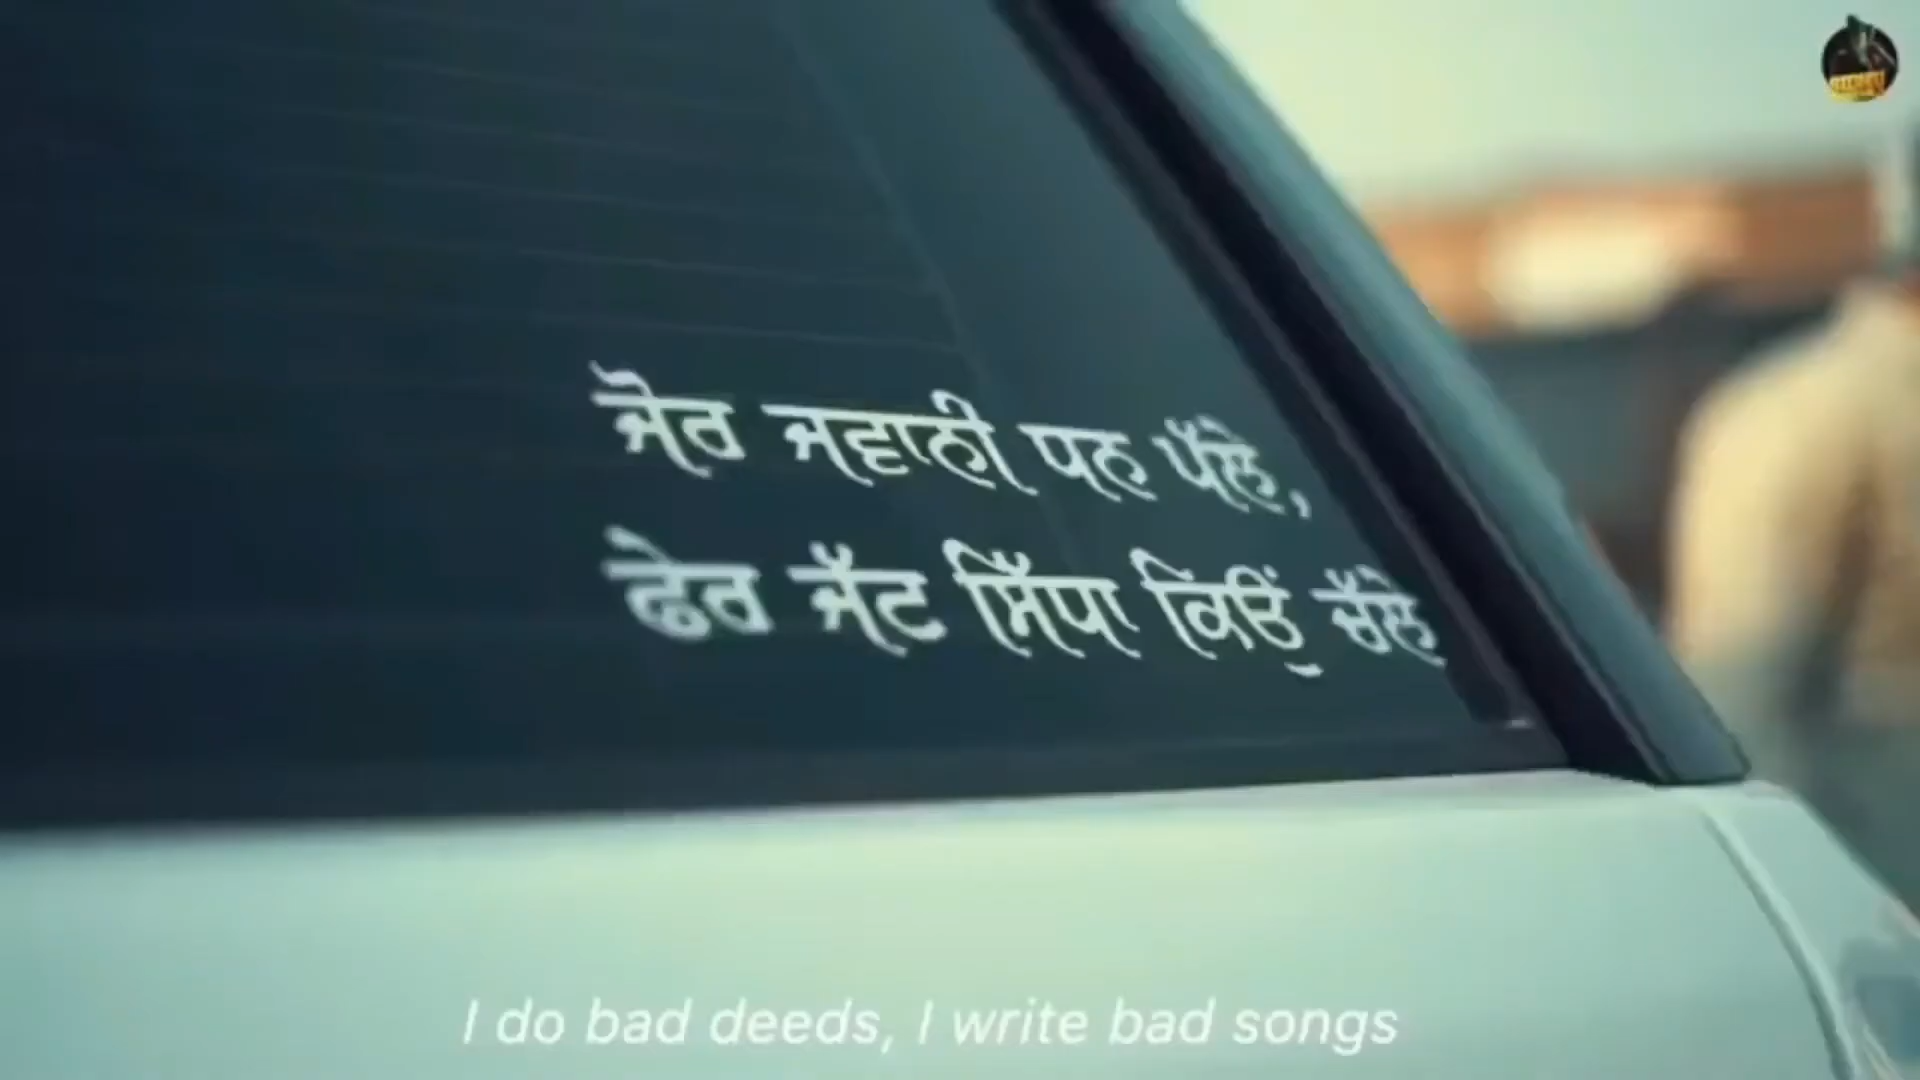 ਜ਼ੋਰ ਜਵਾਨੀ ਧਨ ਪੱਲੇ,
ਫੇਰ ਜੱਟ ਸਿੱਧਾ ਕਿਉਂ ਚੱਲੇ
I do bad deeds, I write bad songs